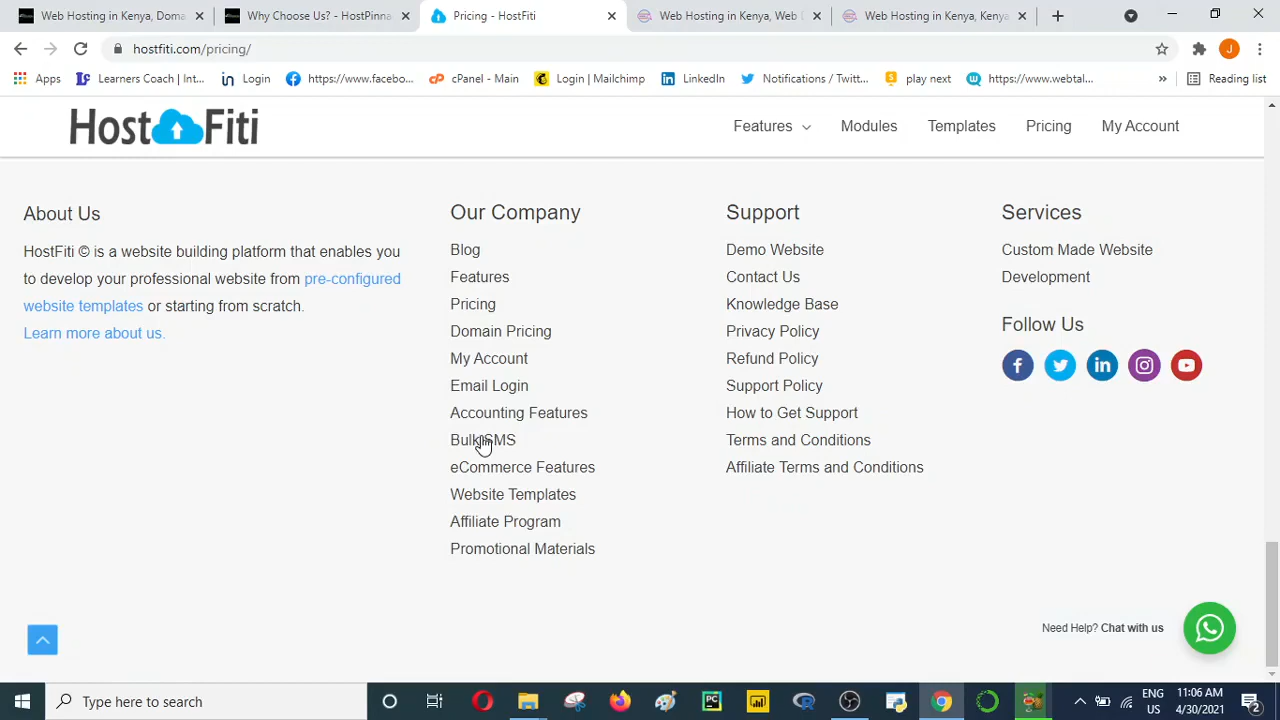 Web Hosting in Kenya, Doma
Why Choose Us? - HostPinna
Pricing - HostFiti
Web Hosting in Kenya, Web
Web Hosting in Kenya, Kenya
hostfiti.com/pricing/
J
Apps
Learners Coach | Int...
Login
https://www.facebo...
cPanel - Main
Login | Mailchimp
LinkedIn
Notifications / Twitt...
play next
https://www.webtal...
»
Reading list
HostFiti
Features
Modules
Templates
Pricing
My Account
About Us
HostFiti © is a website building platform that enables you
to develop your professional website from pre-configured
website templates or starting from scratch.
Learn more about us.
Our Company
Blog
Features
Pricing
Domain Pricing
My Account
Email Login
Accounting Features
Bulk SMS
eCommerce Features
Website Templates
Affiliate Program
Promotional Materials
Support
Demo Website
Contact Us
Knowledge Base
Privacy Policy
Refund Policy
Support Policy
How to Get Support
Terms and Conditions
Affiliate Terms and Conditions
Services
Custom Made Website
Development
Follow Us
Need Help? Chat with us
Type here to search
ENG
US
11:06 AM
4/30/2021
2